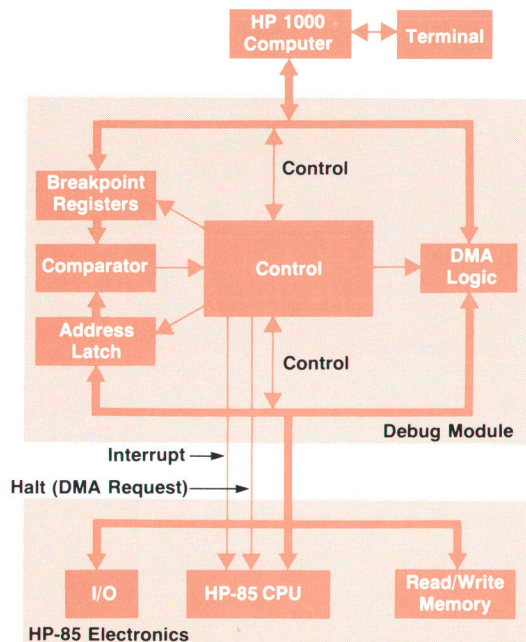 HP 1000
Computer
Terminal
Control
Breakpoint
Registers
Comparator
Control
DMA
Logic
Address
Latch
Control
Debug Module
Interrupt
Halt (DMA Request)
I/O
HP-85 CPU
Read/Write
Memory
HP-85 Electronics